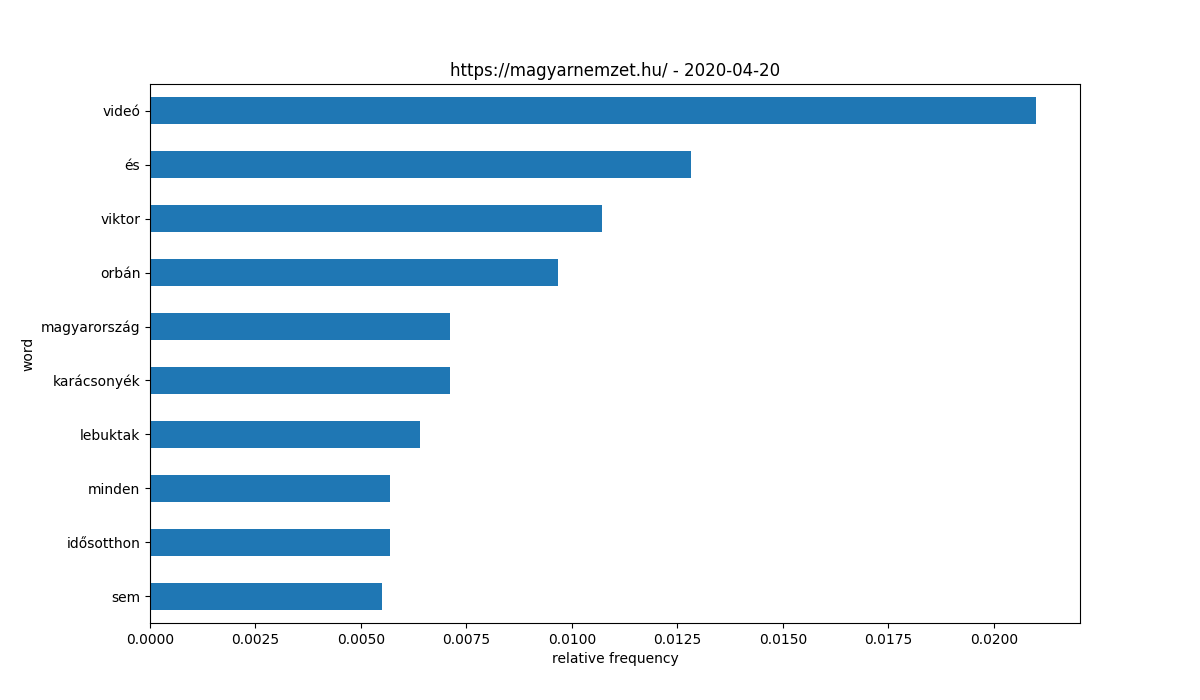 https://magyarnemzet.hu/ - 2020-04-20
videó
és
viktor
orbán
magyarország
karácsonyék
lebuktak
minden
idősotthon
sem
word
0.0000 0.0025 0.0050 0.0075 0.0100 0.0125 0.0150 0.0175 0.0200
relative frequency